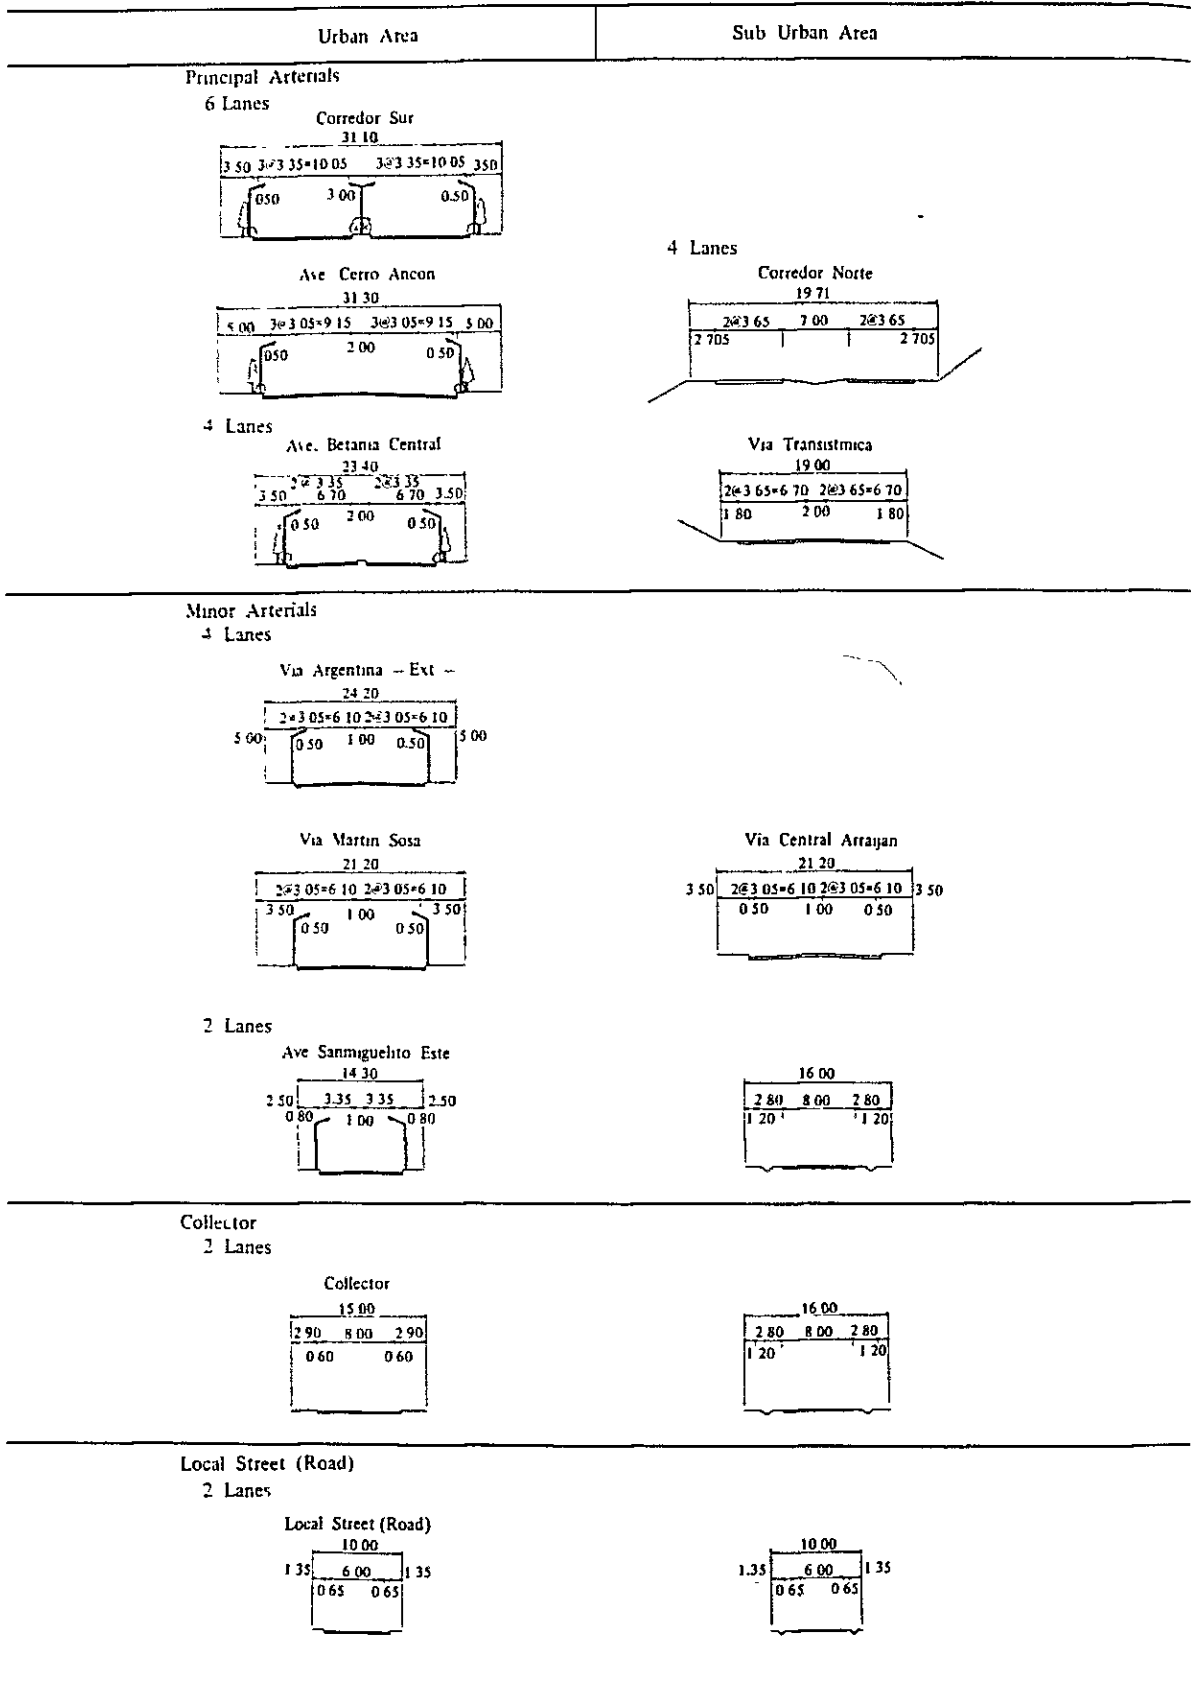 Urban Area
Sub Urban Area
Principal Arterials
6 Lanes
Corredor Sur
31 10
3 50 3@3 35=10 05 3@3 35=10 05 350
050 3 00 0.50
Ave Cerro Ancon
31 30
5 00 3@3 05=9 15 3@3 05=9 15 5 00
050 2 00 0 50
4 Lanes
Corredor Norte
19 71
2@3 65 7 00 2@3 65
2 705 2 705
4 Lanes
Ave. Betania Central
23 40
2@3 35 2@3 35
3 50 6 70 6 70 3.50
0 50 2 00 0 50
Via Transistmica
19 00
2@3 65=6 70 2@3 65=6 70
1 80 2 00 1 80
Minor Arterials
4 Lanes
Via Argentina – Ext –
24 20
2@3 05=6 10 2@3 05=6 10
5 00 0 50 1 00 0.50 5 00
Via Martin Sosa
21 20
2@3 05=6 10 2@3 05=6 10
3 50 1 00 3 50
0 50 0 50
Via Central Arraijan
21 20
3 50 2@3 05=6 10 2@3 05=6 10 3 50
0 50 1 00 0 50
2 Lanes
Ave Sanmiguelito Este
14 30
2 50 3.35 3 35 2.50
0 80 1 00 0 80
16 00
2 80 8 00 2 80
1 20 1 20
Collector
2 Lanes
Collector
15 00
2 90 8 00 2 90
0 60 0 60
16 00
2 80 8 00 2 80
1 20 1 20
Local Street (Road)
2 Lanes
Local Street (Road)
10 00
1 35 6 00 1 35
0 65 0 65
10 00
1.35 6 00 1 35
0 65 0 65